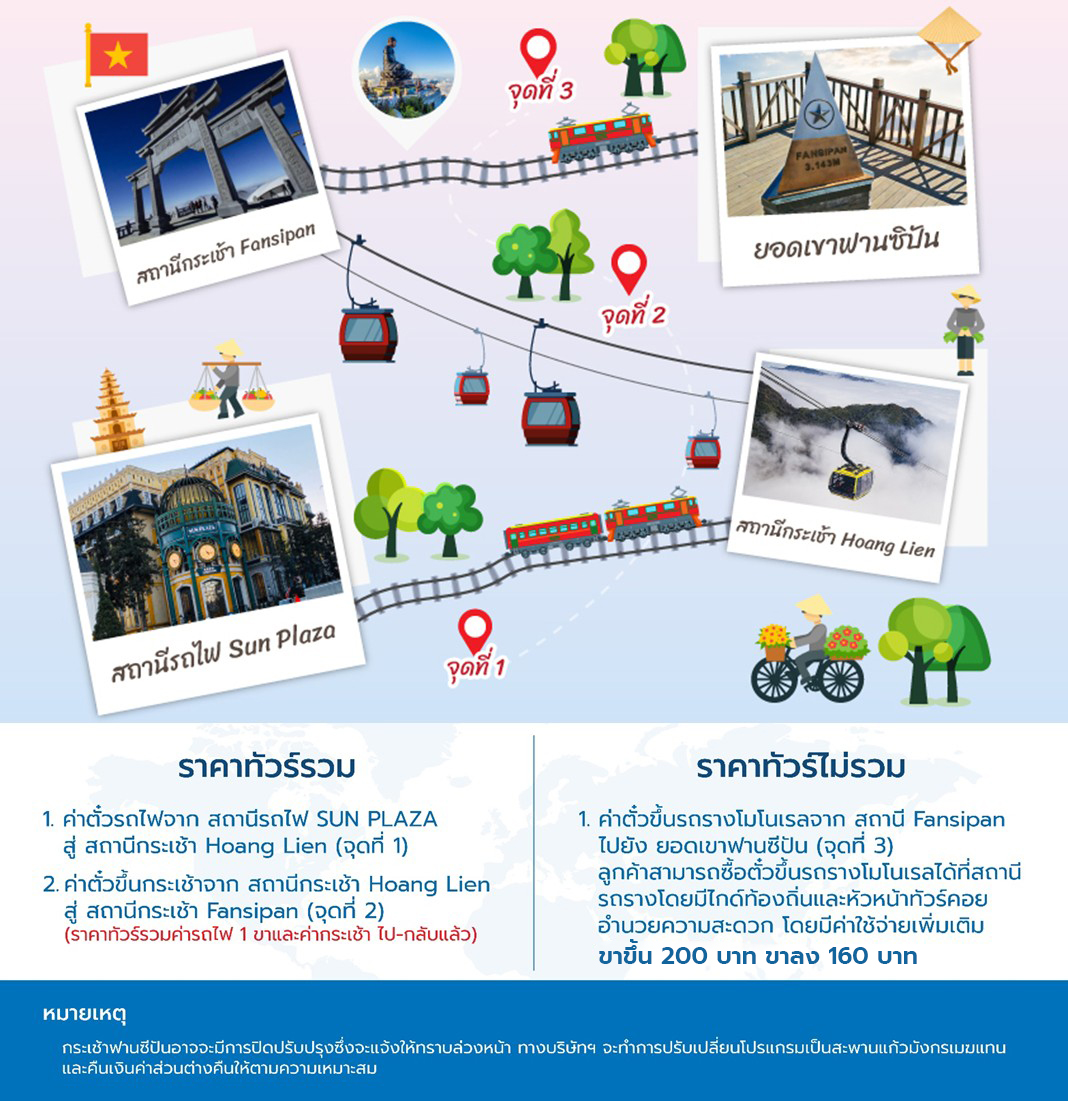 จุดที่ 3
FANSIPAN
3.143M
สถานีกระเช้า Fansipan
ยอดเขาฟานซิปัน
จุดที่ 2
SUN PLAZA
สถานีกระเช้า Hoang Lien
สถานีรถไฟ Sun Plaza
จุดที่ 1
ราคาทัวร์รวม
1. ค่าตั๋วรถไฟจาก สถานีรถไฟ SUN PLAZA
สู่ สถานีกระเช้า Hoang Lien (จุดที่ 1)
2. ค่าตั๋วขึ้นกระเช้าจาก สถานีกระเช้า Hoang Lien
สู่ สถานีกระเช้า Fansipan (จุดที่ 2)
(ราคาทัวร์รวมค่ารถไฟ 1 ขาและค่ากระเช้า ไป-กลับแล้ว)
ราคาทัวร์ไม่รวม
1. ค่าตั๋วขึ้นรถรางโมโนเรลจาก สถานี Fansipan
ไปยัง ยอดเขาฟานซีปัน (จุดที่ 3)
ลูกค้าสามารถซื้อตั๋วขึ้นรถรางโมโนเรลได้ที่สถานี
รถรางโดยมีไกด์ท้องถิ่นและหัวหน้าทัวร์คอย
อำนวยความสะดวก โดยมีค่าใช้จ่ายเพิ่มเติม
ขาขึ้น 200 บาท ขาลง 160 บาท
หมายเหตุ
กระเช้าฟานซีปันอาจจะมีการปิดปรับปรุงซึ่งจะแจ้งให้ทราบล่วงหน้า ทางบริษัทฯ จะทำการปรับเปลี่ยนโปรแกรมเป็นสะพานแก้วมังกรเมฆแทน
และคืนเงินค่าส่วนต่างคืนให้ตามความเหมาะสม